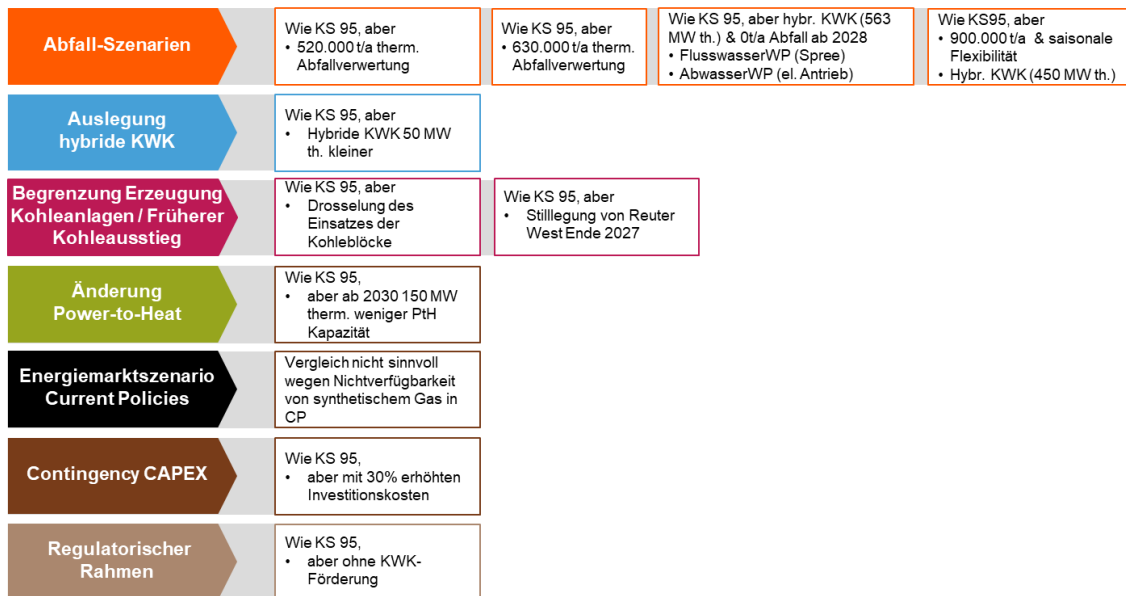 Abfall-Szenarien
Wie KS 95, aber
• 520.000 t/a therm.
Abfallverwertung
Wie KS 95, aber
• 630.000 t/a therm.
Abfallverwertung
Wie KS 95, aber hybr. KWK (563
MW th.) & 0t/a Abfall ab 2028
• FlusswasserWP (Spree)
• AbwasserWP (el. Antrieb)
Wie KS95, aber
• 900.000 t/a & saisonale
Flexibilität
• Hybr. KWK (450 MW th.)
Auslegung
hybride KWK
Wie KS 95, aber
• Hybride KWK 50 MW
th. kleiner
Begrenzung Erzeugung
Kohleanlagen / Früherer
Kohleausstieg
Wie KS 95, aber
• Drosselung des
Einsatzes der
Kohleblöcke
Wie KS 95, aber
• Stilllegung von Reuter
West Ende 2027
Änderung
Power-to-Heat
Wie KS 95,
• aber ab 2030 150 MW
therm. weniger PtH
Kapazität
Energiemarktszenario
Current Policies
Vergleich nicht sinnvoll
wegen Nichtverfügbarkeit
von synthetischem Gas in
CP
Contingency CAPEX
Wie KS 95,
• aber mit 30% erhöhten
Investitionskosten
Regulatorischer
Rahmen
Wie KS 95,
• aber ohne KWK-
Förderung